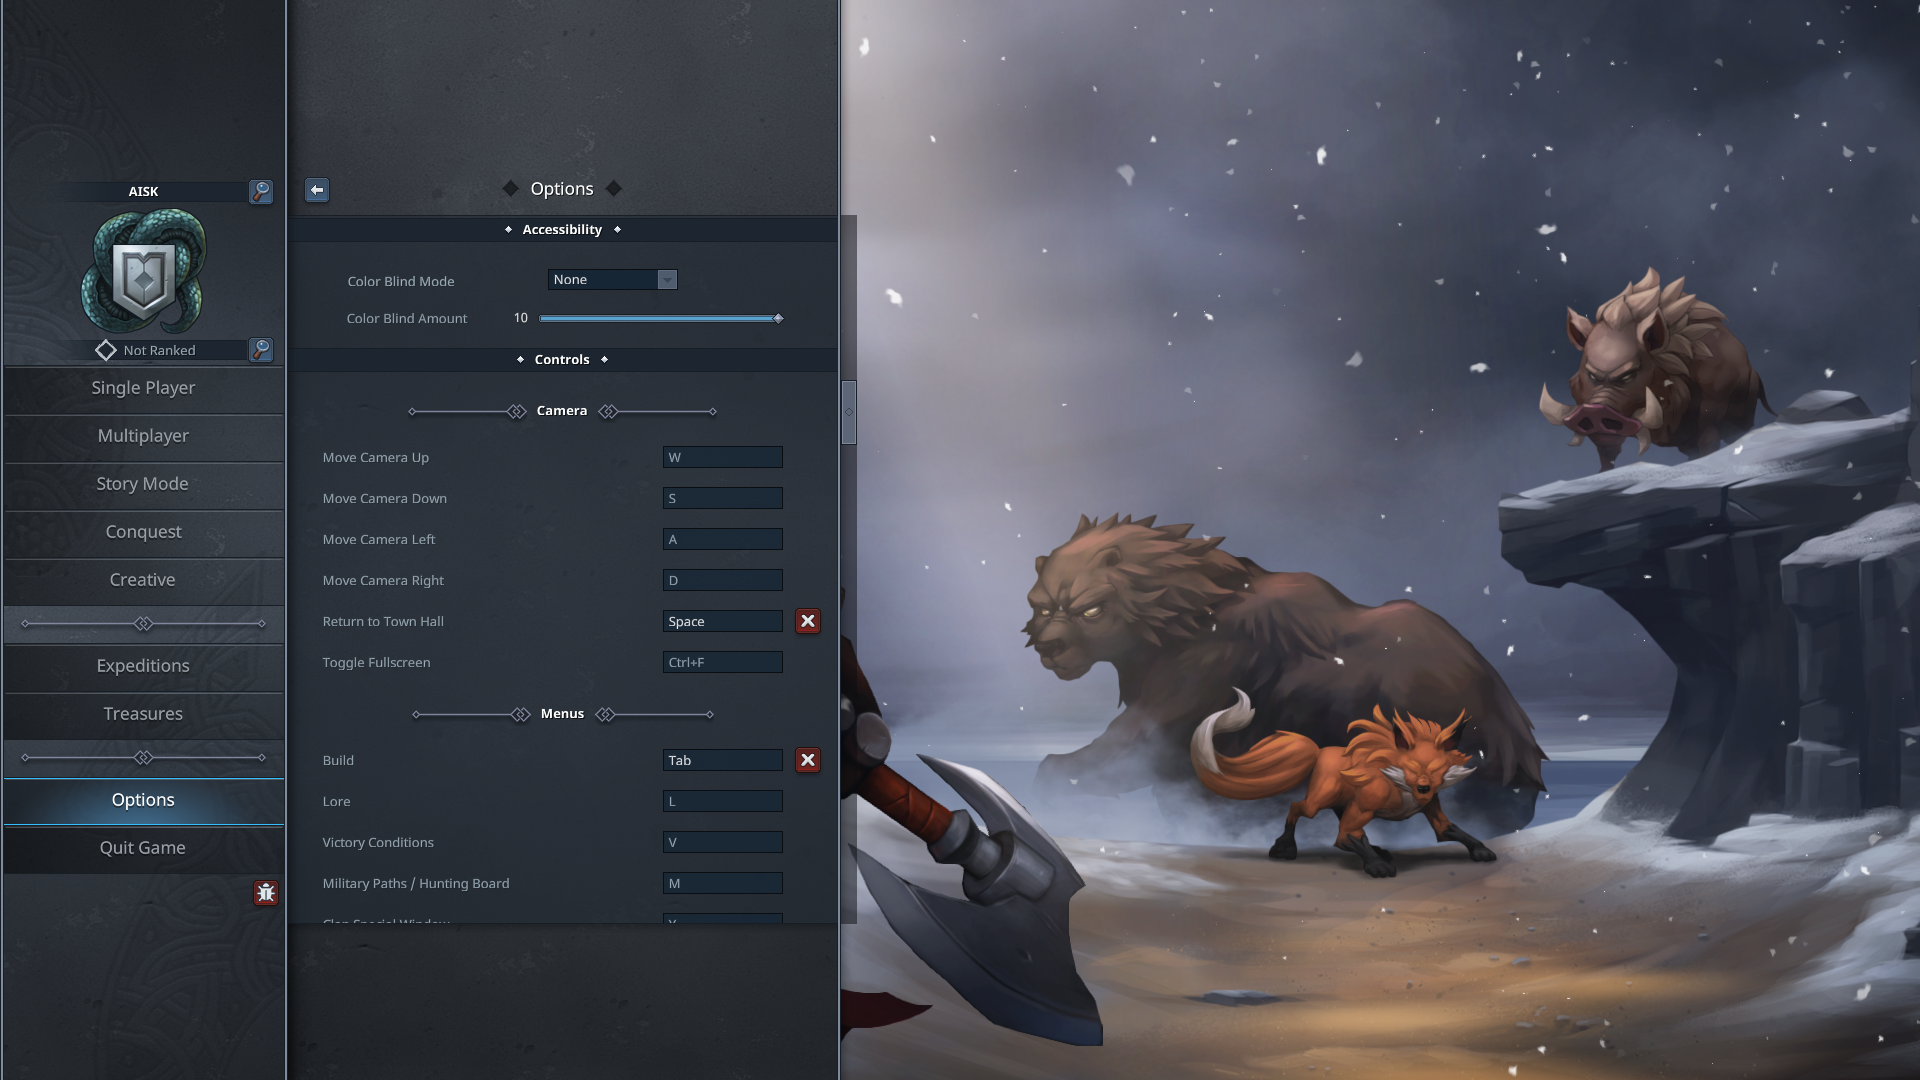 AISK
Not Ranked
Single Player
Multiplayer
Story Mode
Conquest
Creative
Expeditions
Treasures
Options
Quit Game
Options
Accessibility
Color Blind Mode None
Color Blind Amount 10
Controls
Camera
Move Camera Up W
Move Camera Down S
Move Camera Left A
Move Camera Right D
Return to Town Hall Space
Toggle Fullscreen Ctrl+F
Menus
Build Tab
Lore L
Victory Conditions V
Military Paths / Hunting Board M